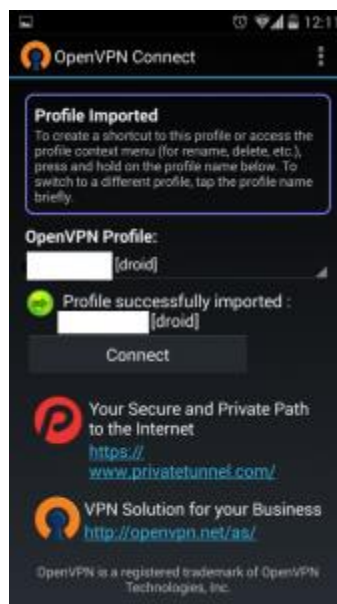 12:11
OpenVPN Connect
Profile Imported
To create a shortcut to this profile or access the
profile context menu (for rename, delete, etc.),
press and hold on the profile name below. To
switch to a different profile, tap the profile name
briefly.
OpenVPN Profile:
[droid]
Profile successfully imported :
[droid]
Connect
Your Secure and Private Path
to the Internet
https://
www.privatetunnel.com/
VPN Solution for your Business
http://openvpn.net/as/
OpenVPN is a registered trademark of OpenVPN
Technologies, Inc.